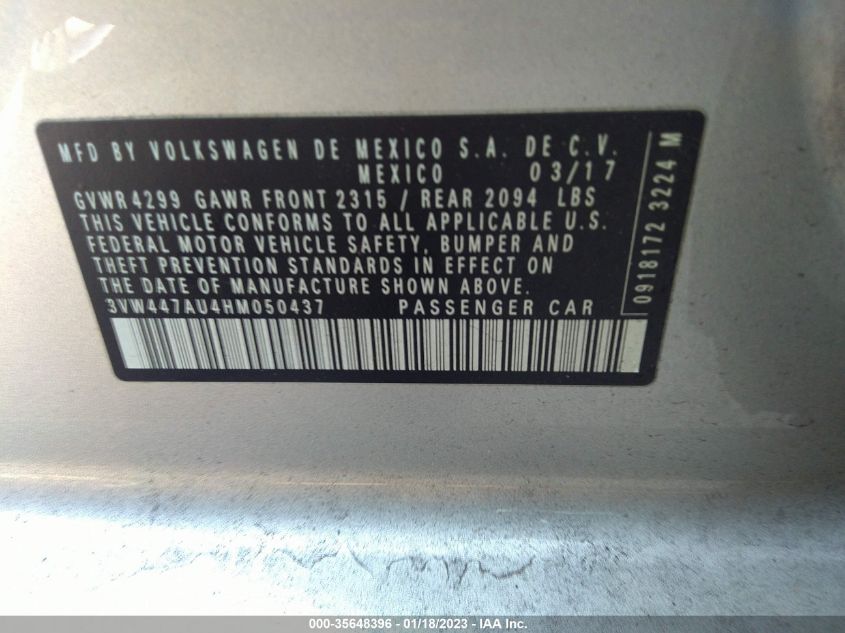 MFD BY VOLKSWAGEN DE MEXICO S.A. DE C.V.
MEXICO 03/17
GVWR 4299 GAWR FRONT 2315 / REAR 2094 LBS
THIS VEHICLE CONFORMS TO ALL APPLICABLE U.S.
FEDERAL MOTOR VEHICLE SAFETY, BUMPER AND
THEFT PREVENTION STANDARDS IN EFFECT ON
THE DATE OF MANUFACTURE SHOWN ABOVE.
3VW447AU4HM050437 PASSENGER CAR
0918172 3224 M
000-35648396 - 01/18/2023 - IAA Inc.